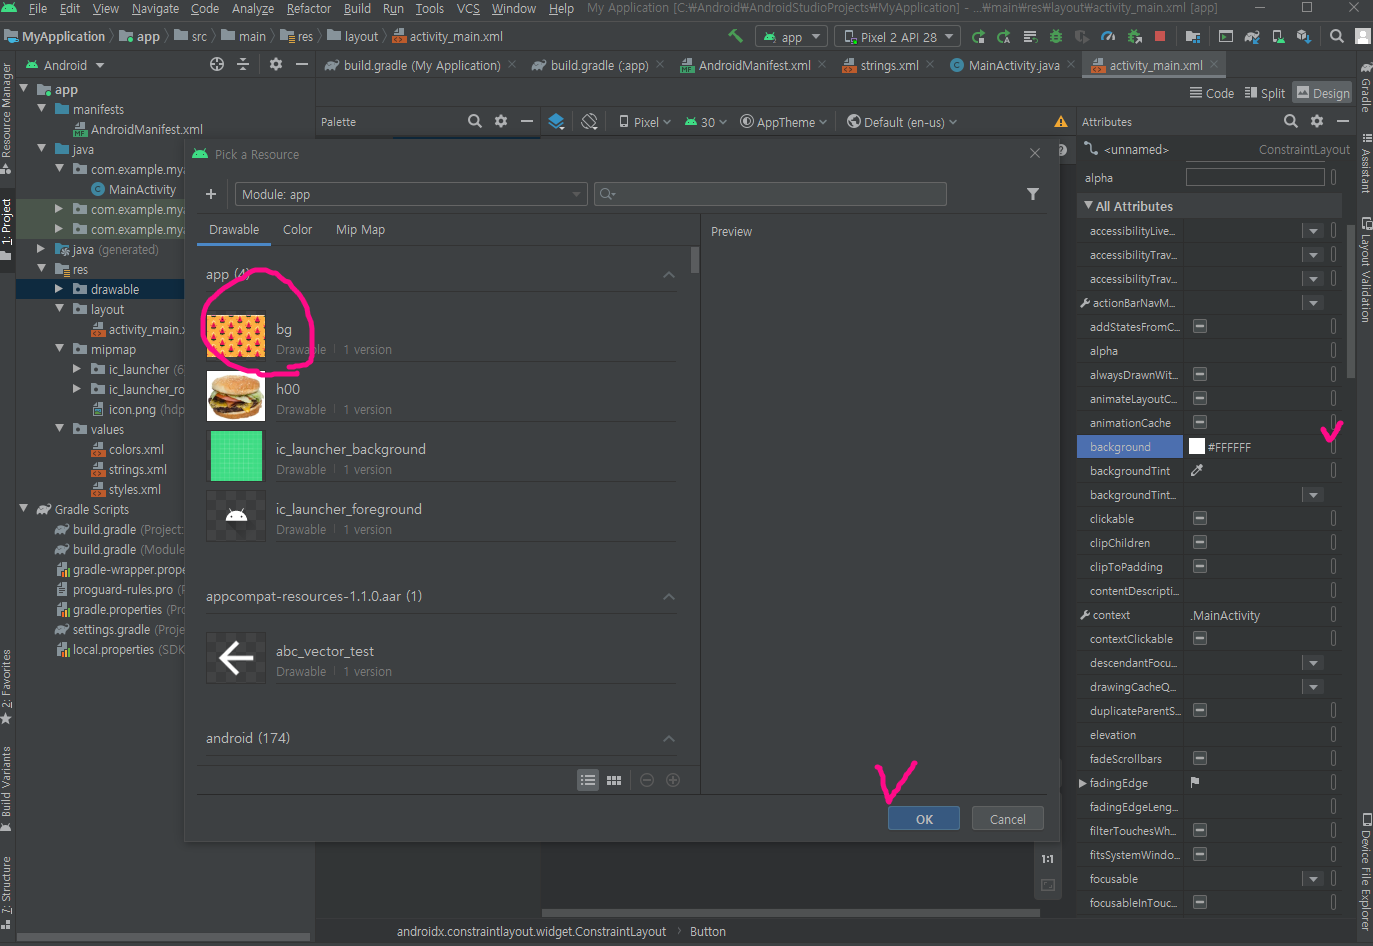 File Edit View Navigate Code Analyze Refactor Build Run Tools VCS Window Help My Application [C:₩Android₩AndroidStudioProjects₩MyApplication] - ...₩main₩res₩layout₩activity_main.xml [app]
MyApplication app src main res layout activity_main.xml
app Pixel 2 API 28
Android
build.gradle (My Application) build.gradle (:app) AndroidManifest.xml strings.xml MainActivity.java activity_main.xml
Code Split Design
Resource Manager
1: Project
2: Favorites
Build Variants
7: Structure
app
manifests
AndroidManifest.xml
java
com.example.mya
MainActivity
com.example.mya
com.example.mya
java (generated)
res
drawable
layout
activity_main.x
mipmap
ic_launcher (6
ic_launcher_ro
icon.png (hdp
values
colors.xml
strings.xml
styles.xml
Gradle Scripts
build.gradle (Project:
build.gradle (Module
gradle-wrapper.prope
proguard-rules.pro (
gradle.properties (Pro
settings.gradle (Proje
local.properties (SDK
Palette
Pixel 30 AppTheme Default (en-us)
Pick a Resource
Module: app
Drawable Color Mip Map
app (4)
bg
Drawable 1 version
h00
Drawable 1 version
ic_launcher_background
Drawable 1 version
ic_launcher_foreground
Drawable 1 version
appcompat-resources-1.1.0.aar (1)
abc_vector_test
Drawable 1 version
android (174)
Preview
OK Cancel
1:1
androidx.constraintlayout.widget.ConstraintLayout Button
Attributes
<unnamed> ConstraintLayout
alpha
All Attributes
accessibilityLive...
accessibilityTrav...
accessibilityTrav...
actionBarNavM...
addStatesFromC...
alpha
alwaysDrawnWit...
animateLayoutC...
animationCache
background #FFFFFF
backgroundTint
backgroundTint...
clickable
clipChildren
clipToPadding
contentDescripti...
context .MainActivity
contextClickable
descendantFocu...
drawingCacheQ...
duplicateParentS...
elevation
fadeScrollbars
fadingEdge
fadingEdgeLeng...
filterTouchesWh...
fitsSystemWindo...
focusable
focusableInTouc...
Gradle
Assistant
Layout Validation
Device File Explorer